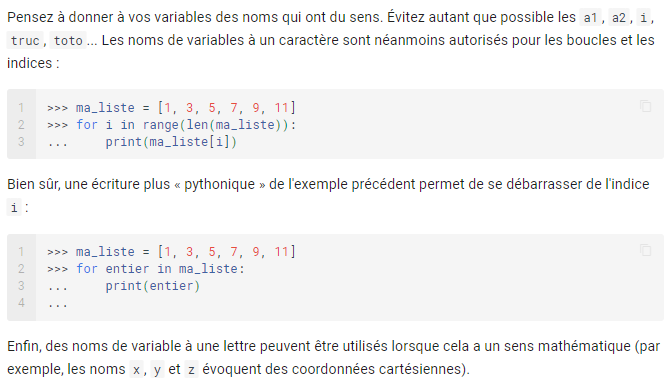 Pensez à donner à vos variables des noms qui ont du sens. Évitez autant que possible les a1, a2, i,
truc, toto... Les noms de variables à un caractère sont néanmoins autorisés pour les boucles et les
indices :
1 >>> ma_liste = [1, 3, 5, 7, 9, 11]
2 >>> for i in range(len(ma_liste)):
3 ...     print(ma_liste[i])
Bien sûr, une écriture plus « pythonique » de l'exemple précédent permet de se débarrasser de l'indice
i :
1 >>> ma_liste = [1, 3, 5, 7, 9, 11]
2 >>> for entier in ma_liste:
3 ...     print(entier)
4 ...
Enfin, des noms de variable à une lettre peuvent être utilisés lorsque cela a un sens mathématique (par
exemple, les noms x, y et z évoquent des coordonnées cartésiennes).